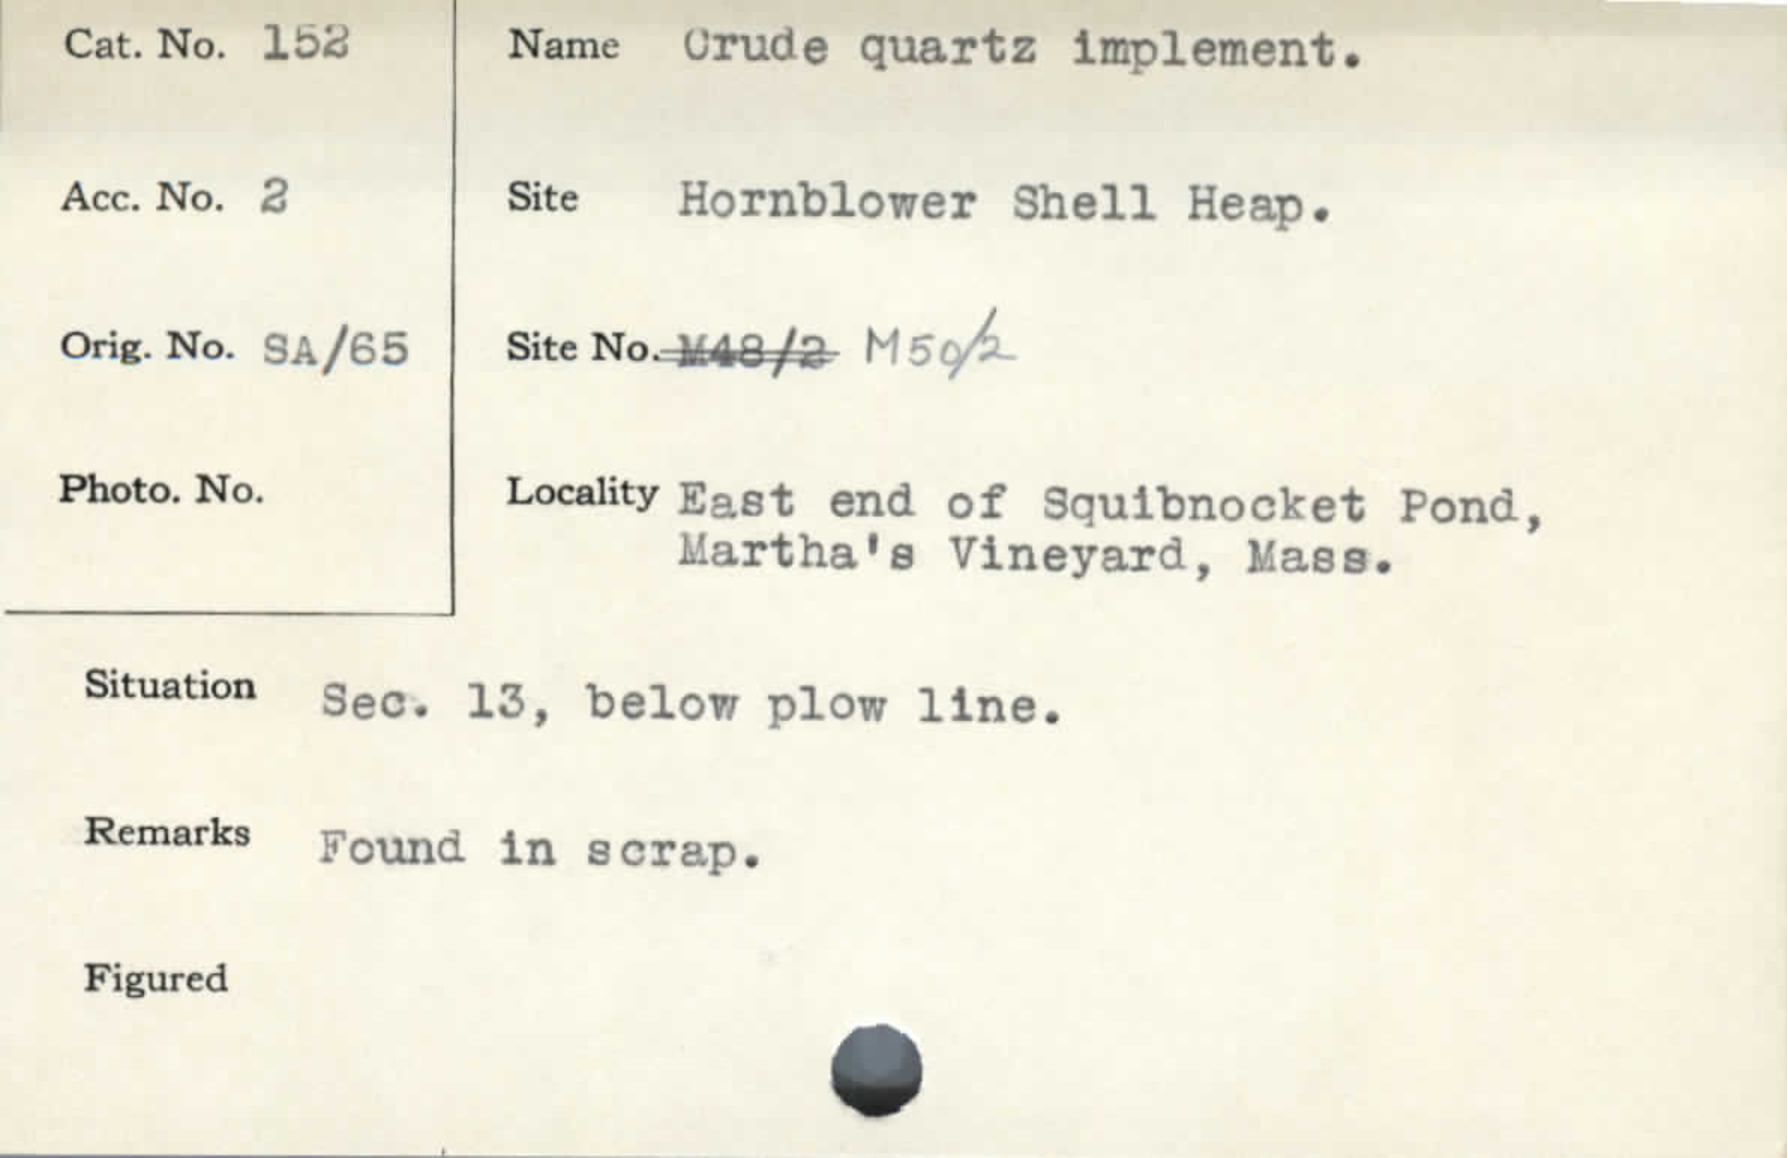 Cat. No. 152
Name Crude quartz implement.
Acc. No. 2
Site Hornblower Shell Heap.
Orig. No. SA/65
Site No. M48/2 M50/2
Photo. No.
Locality East end of Squibnocket Pond,
Martha's Vineyard, Mass.
Situation Sec. 13, below plow line.
Remarks Found in scrap.
Figured